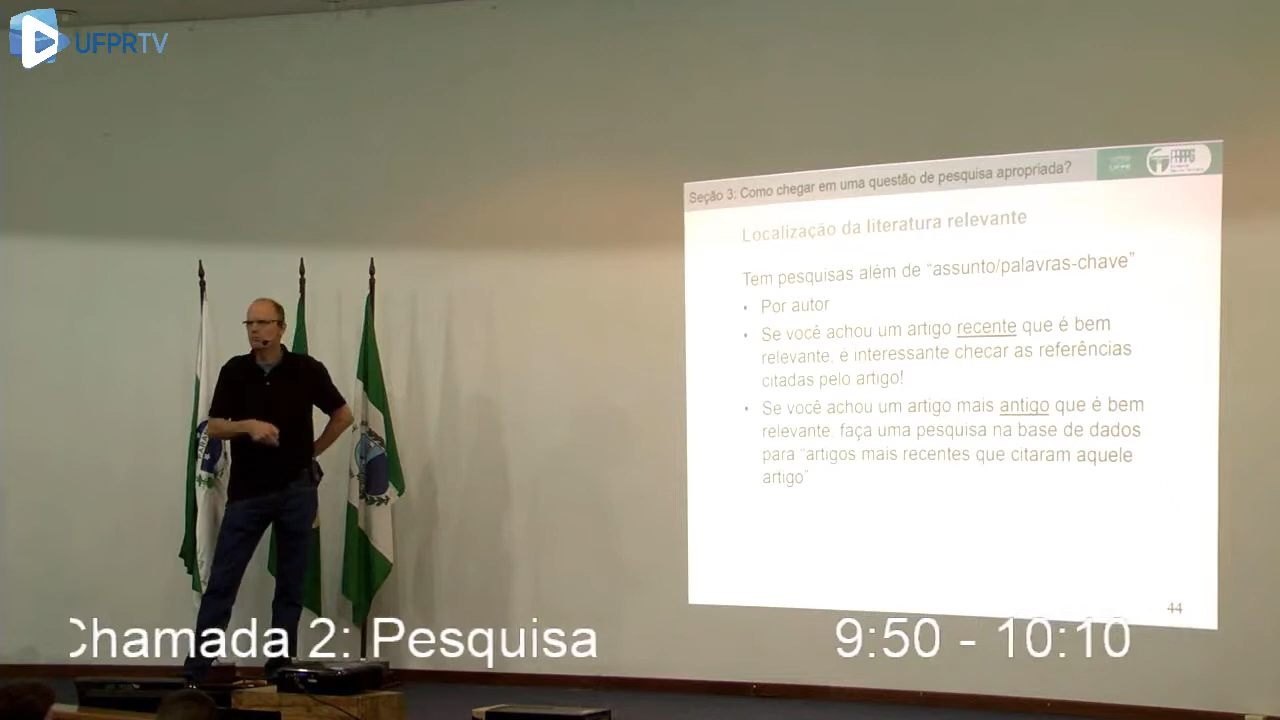 UFPRTV
Seção 3: Como chegar em uma questão de pesquisa apropriada?
UFPR
PRPPG
Localização da literatura relevante
Tem pesquisas além de “assunto/palavras-chave”
• Por autor
• Se você achou um artigo recente que é bem
relevante, é interessante checar as referências
citadas pelo artigo!
• Se você achou um artigo mais antigo que é bem
relevante, faça uma pesquisa na base de dados
para “artigos mais recentes que citaram aquele
artigo”
44
Chamada 2: Pesquisa 9:50 - 10:10